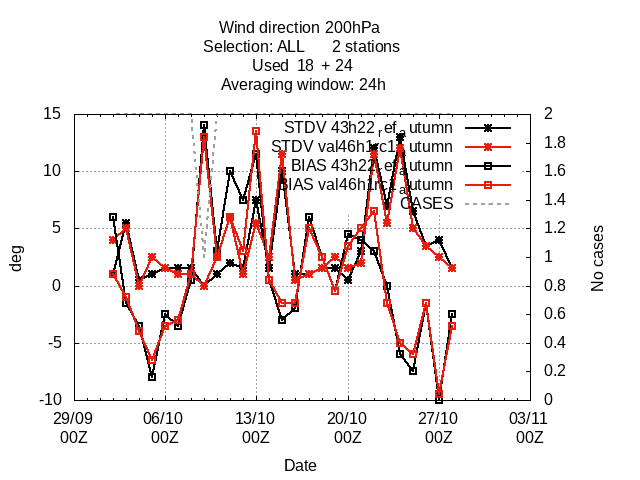 Wind direction 200hPa
Selection: ALL 2 stations
Used 18 + 24
Averaging window: 24h
STDV 43h22ref_autumn
STDV val46h1rc1_autumn
BIAS 43h22ref_autumn
BIAS val46h1rc1_autumn
CASES
15
10
5
0
-5
-10
deg
2
1.8
1.6
1.4
1.2
1
0.8
0.6
0.4
0.2
0
No cases
29/09 06/10 13/10 20/10 27/10 03/11
00Z 00Z 00Z 00Z 00Z 00Z
Date